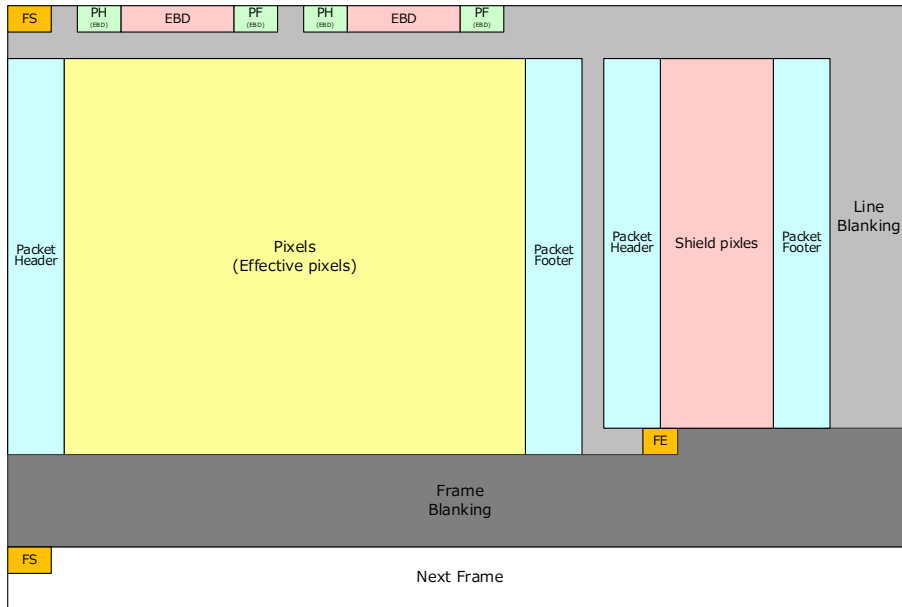 FS
PH
(EBD)
EBD
PF
(EBD)
PH
(EBD)
EBD
PF
(EBD)
Packet
Header
Pixels
(Effective pixels)
Packet
Footer
Packet
Header
Shield pixles
Packet
Footer
Line
Blanking
FE
Frame
Blanking
FS
Next Frame